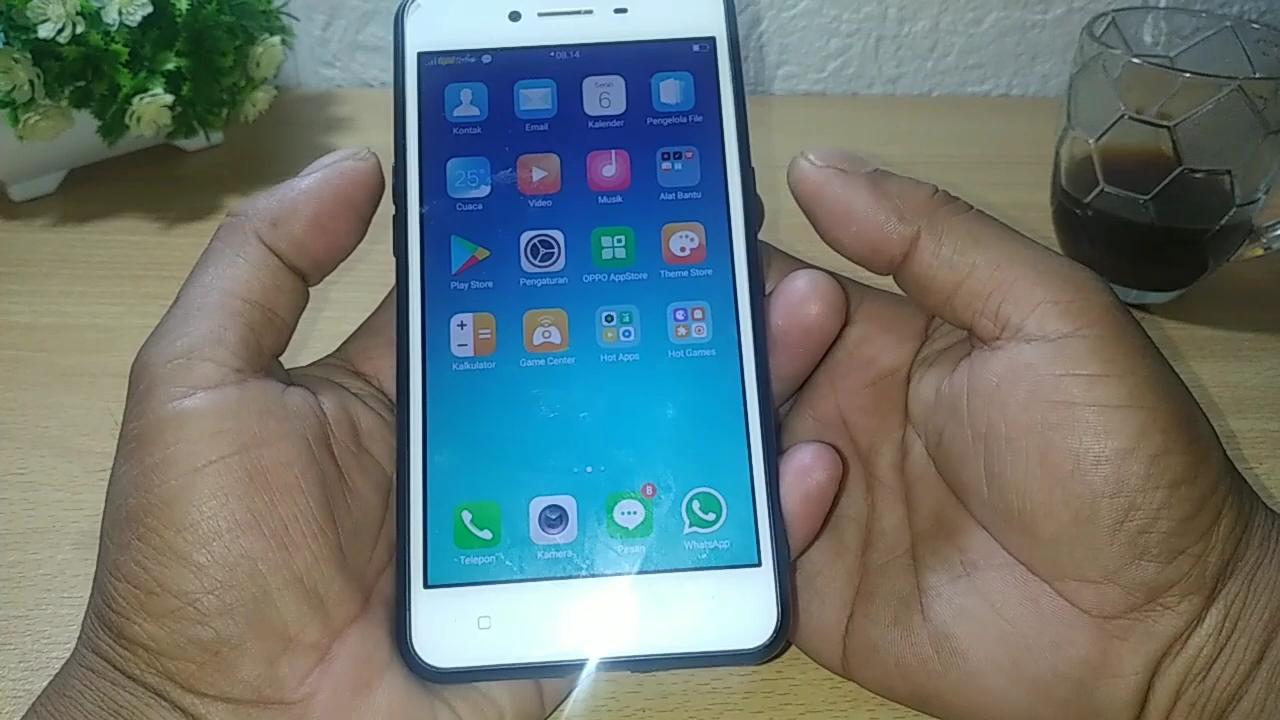 08.14
Senin
6
Kontak
Email
Kalender
Pengelola File
25°
Cuaca
Video
Musik
Alat Bantu
Play Store
Pengaturan
OPPO AppStore
Theme Store
Kalkulator
Game Center
Hot Apps
Hot Games
8
Telepon
Kamera
Pesan
WhatsApp